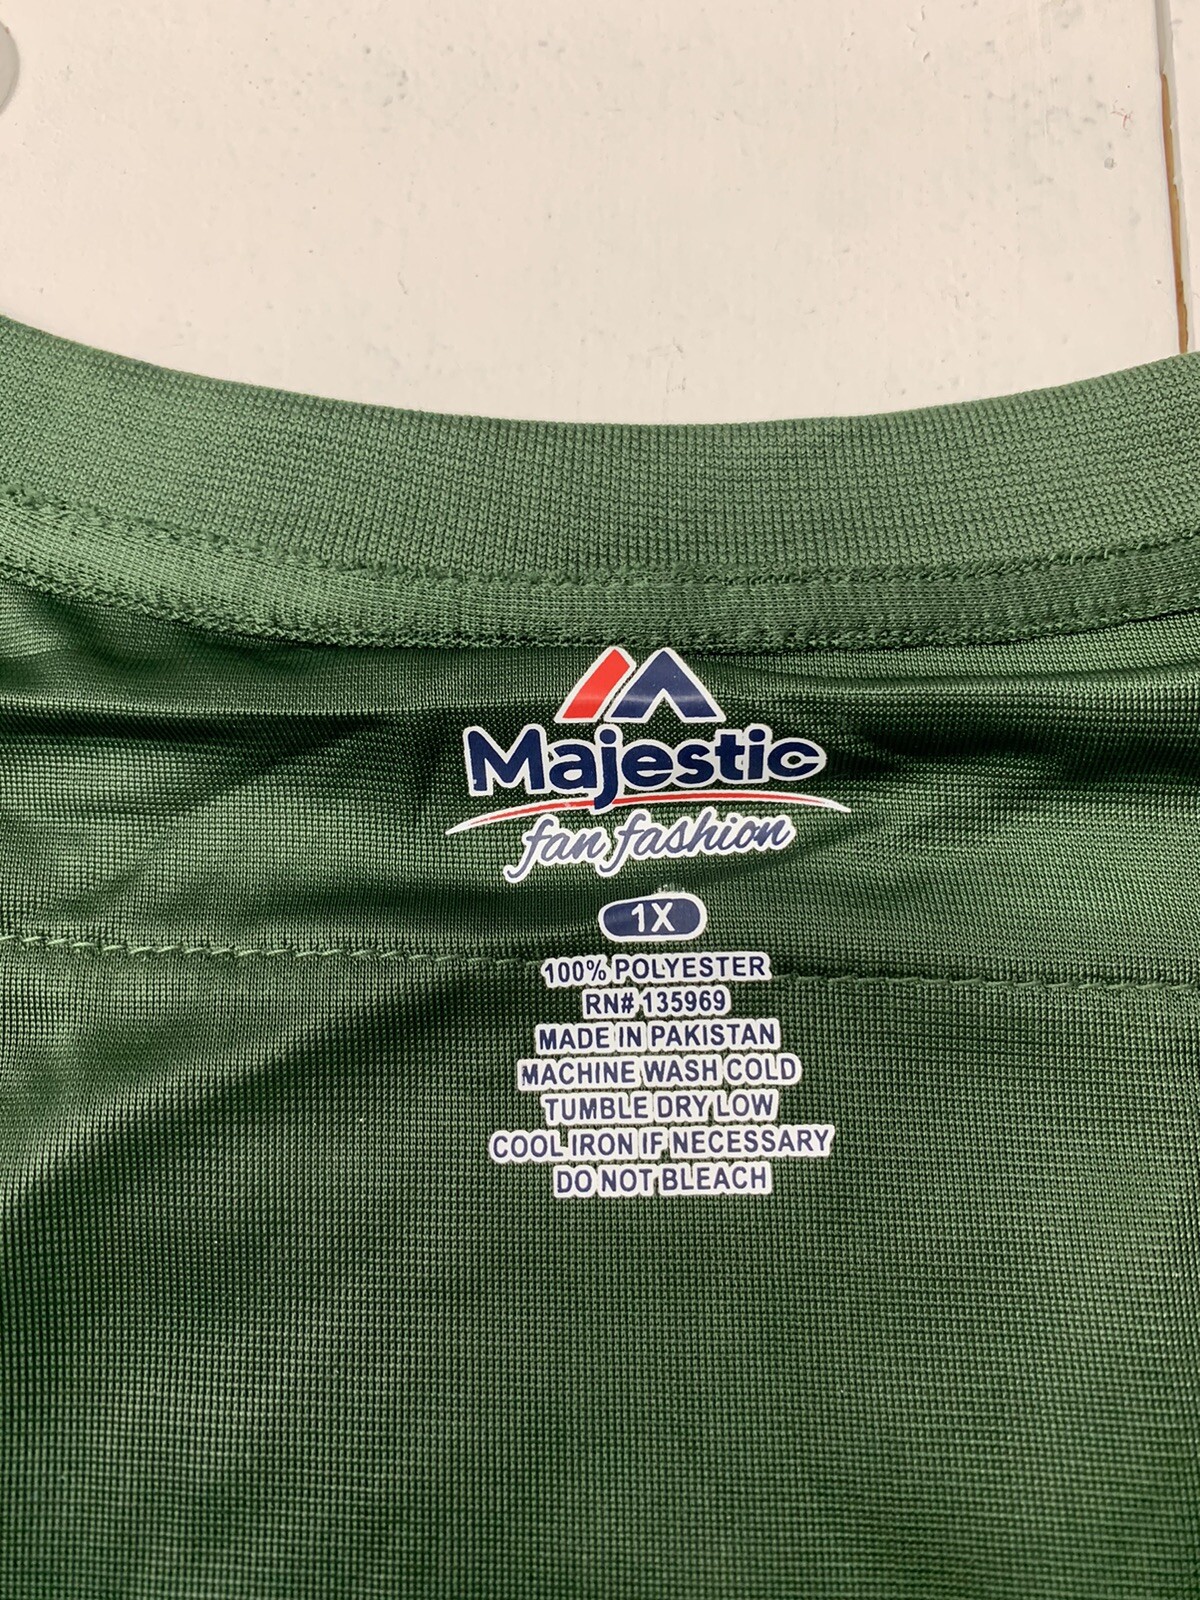 Majestic
fan fashion
1X
100% POLYESTER
RN# 135969
MADE IN PAKISTAN
MACHINE WASH COLD
TUMBLE DRY LOW
COOL IRON IF NECESSARY
DO NOT BLEACH